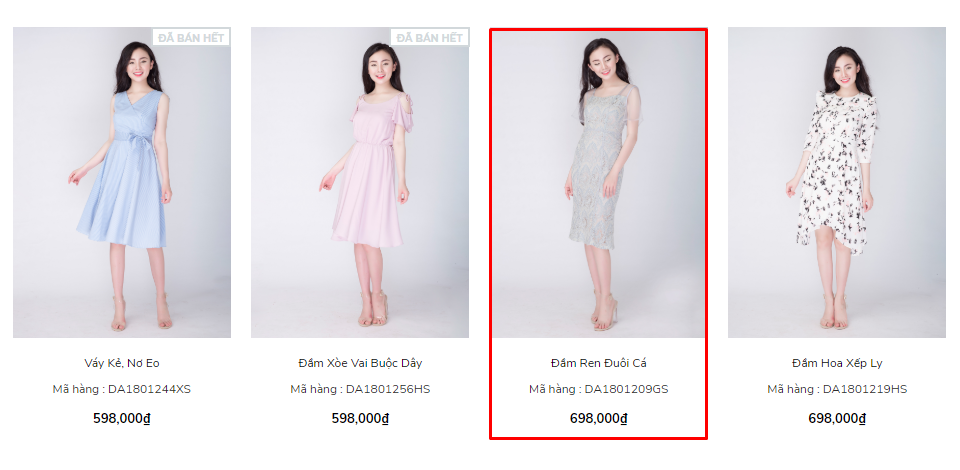 ĐÃ BÁN HẾT
ĐÃ BÁN HẾT
Váy Kẻ, Nơ Eo
Mã hàng : DA1801244XS
598,000₫
Đầm Xòe Vai Buộc Dây
Mã hàng : DA1801256HS
598,000₫
Đầm Ren Đuôi Cá
Mã hàng : DA1801209GS
698,000₫
Đầm Hoa Xếp Ly
Mã hàng : DA1801219HS
698,000₫